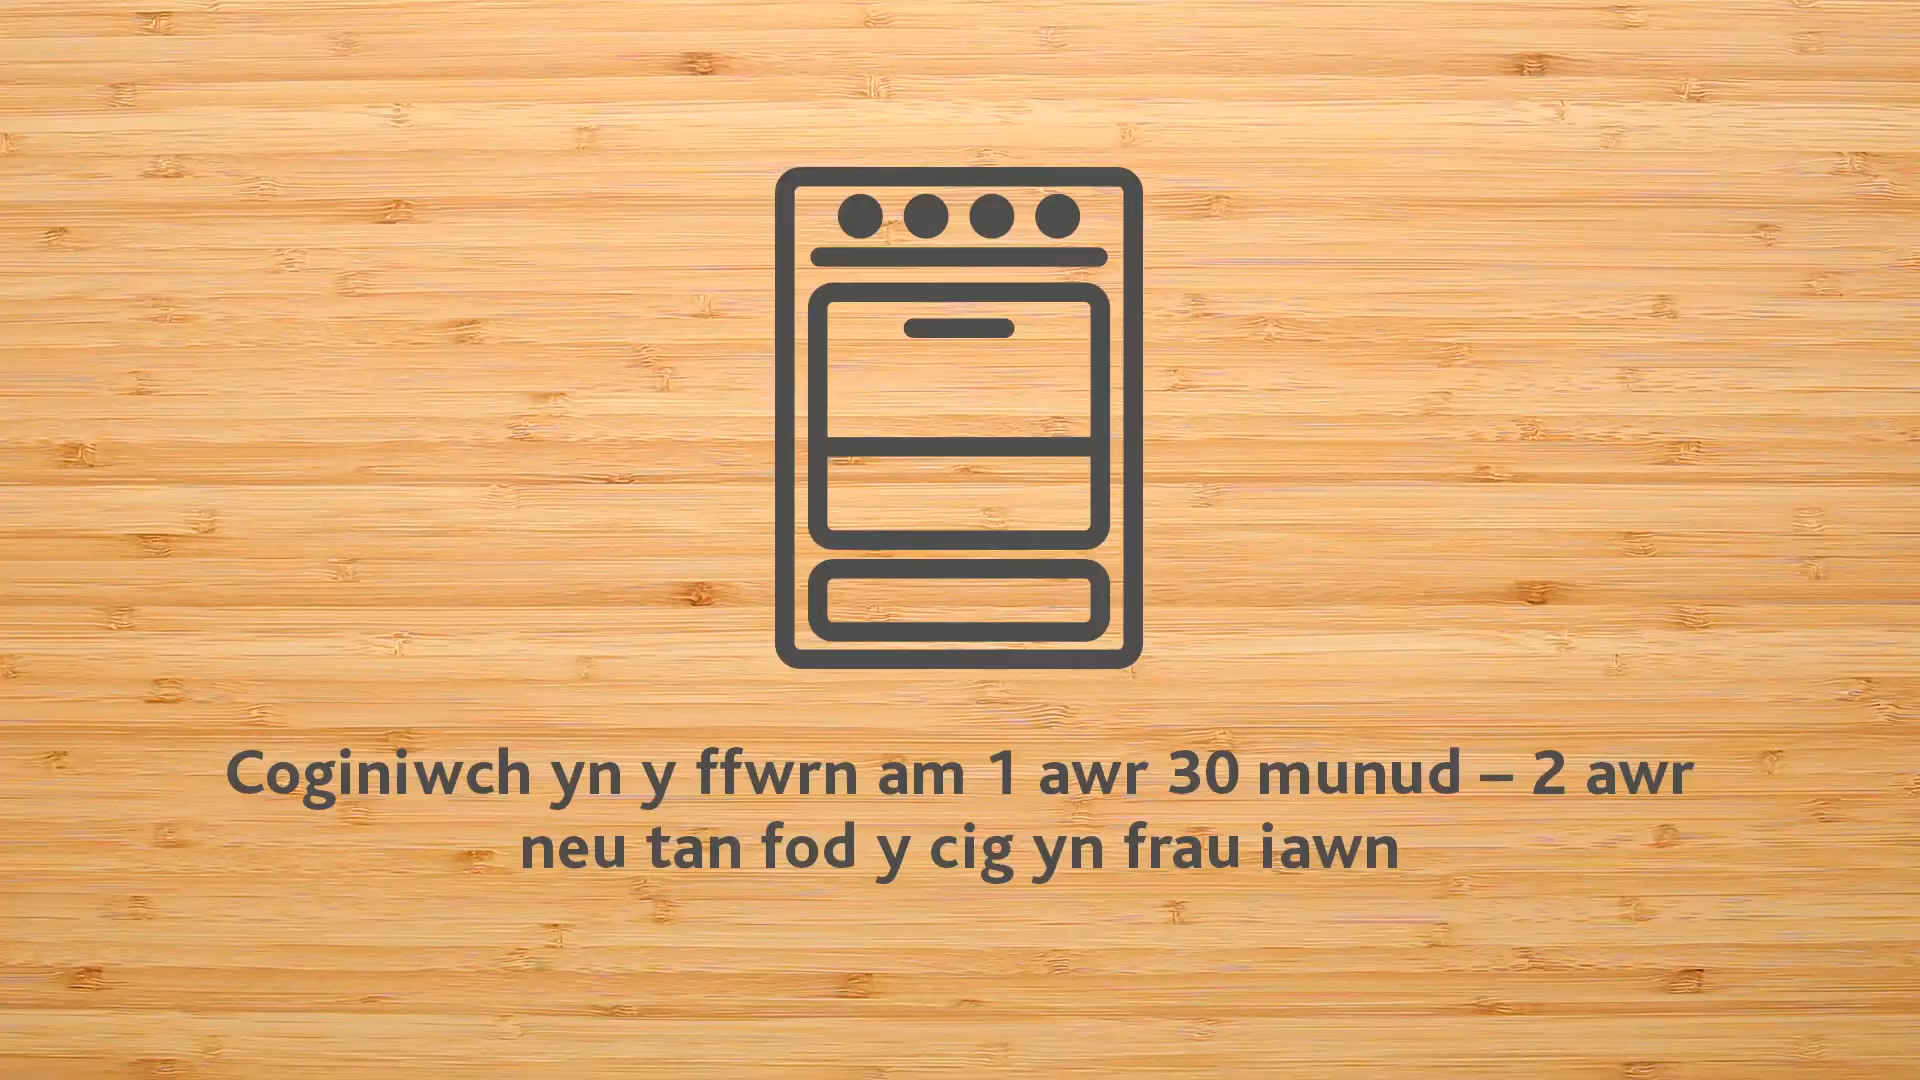 Coginiwch yn y ffwrn am 1 awr 30 munud – 2 awr
neu tan fod y cig yn frau iawn